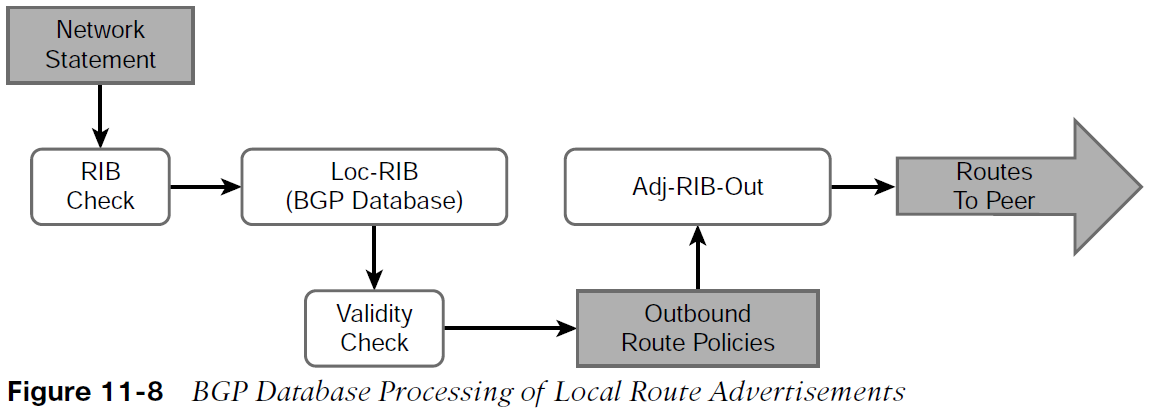 Network
Statement
RIB
Check
Loc-RIB
(BGP Database)
Validity
Check
Outbound
Route Policies
Adj-RIB-Out
Routes
To Peer
Figure 11-8 BGP Database Processing of Local Route Advertisements